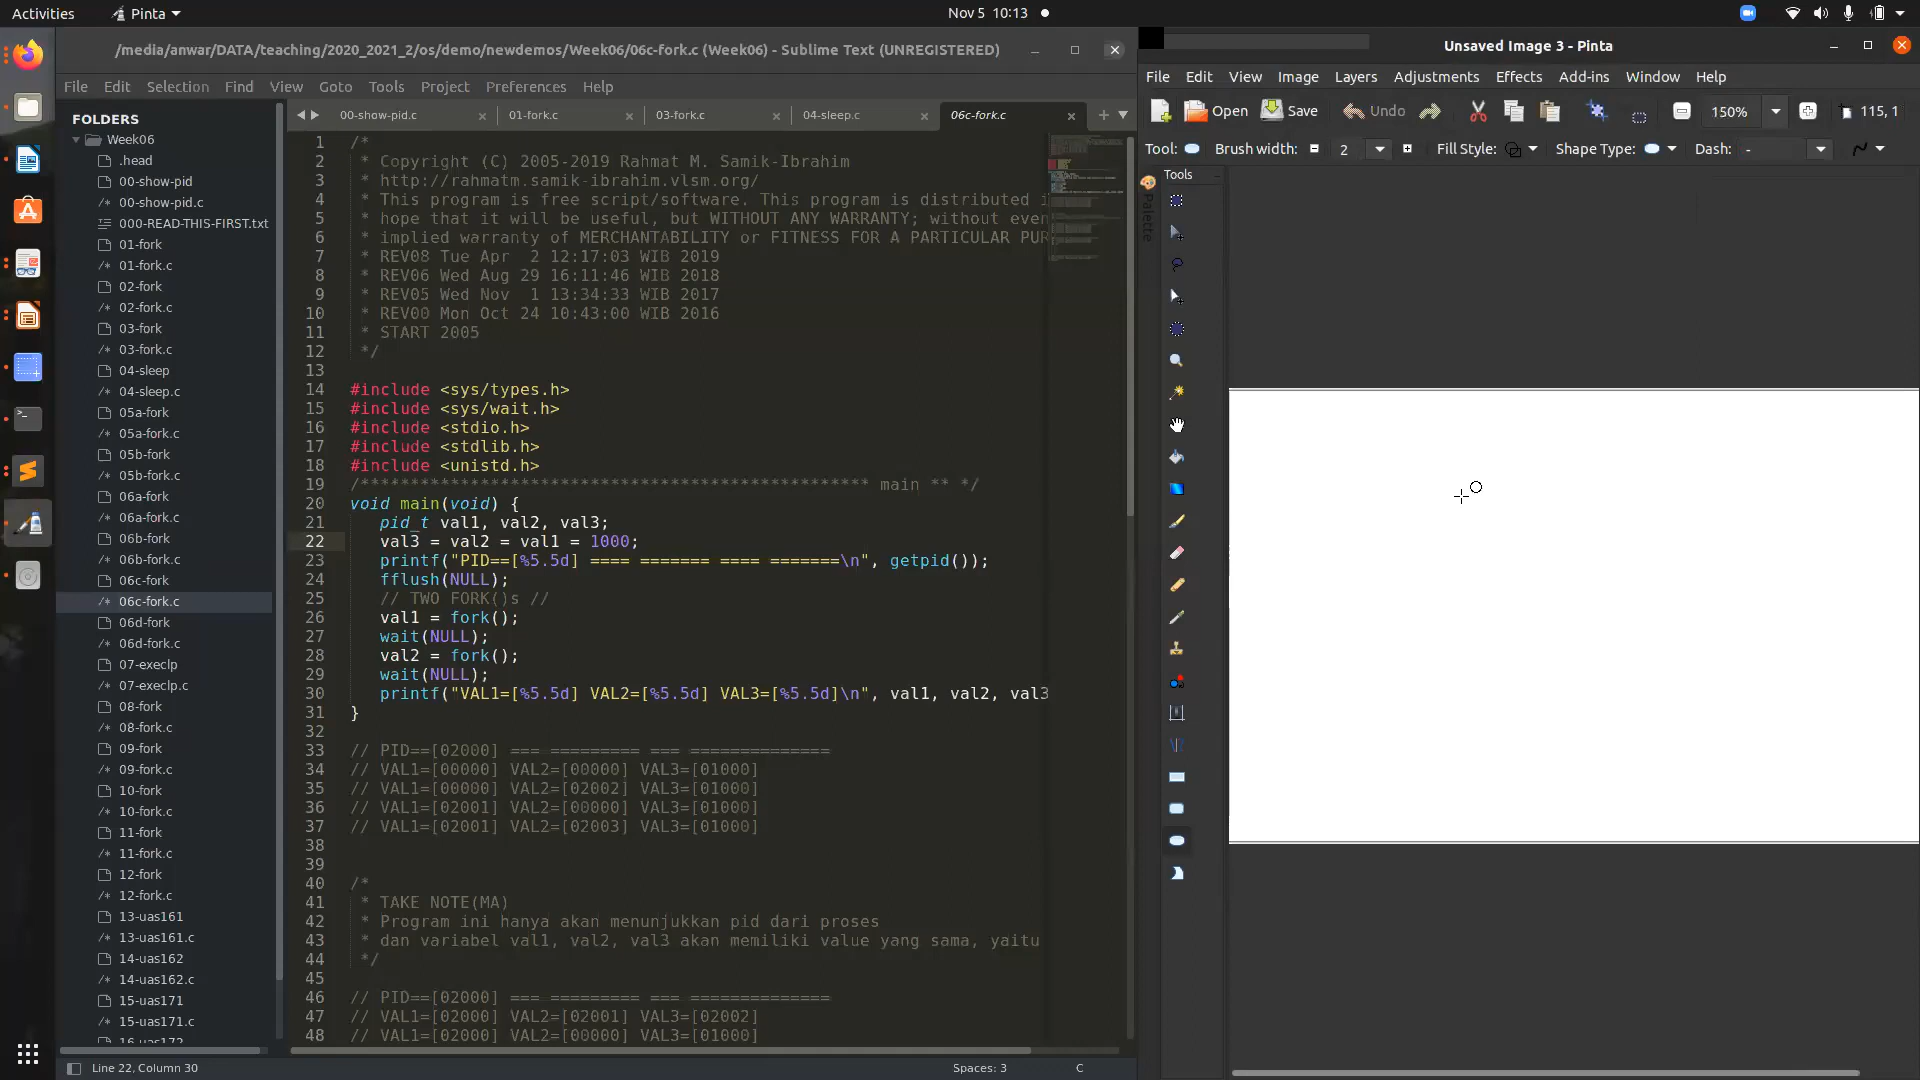 Activities
Pinta
Nov 5 10:13
/media/anwar/DATA/teaching/2020_2021_2/os/demo/newdemos/Week06/06c-fork.c (Week06) - Sublime Text (UNREGISTERED)
File Edit Selection Find View Goto Tools Project Preferences Help
FOLDERS
Week06
.head
00-show-pid
00-show-pid.c
000-READ-THIS-FIRST.txt
01-fork
01-fork.c
02-fork
02-fork.c
03-fork
03-fork.c
04-sleep
04-sleep.c
05a-fork
05a-fork.c
05b-fork
05b-fork.c
06a-fork
06a-fork.c
06b-fork
06b-fork.c
06c-fork
06c-fork.c
06d-fork
06d-fork.c
07-execlp
07-execlp.c
08-fork
08-fork.c
09-fork
09-fork.c
10-fork
10-fork.c
11-fork
11-fork.c
12-fork
12-fork.c
13-uas161
13-uas161.c
14-uas162
14-uas162.c
15-uas171
15-uas171.c
16-uas172
00-show-pid.c 01-fork.c 03-fork.c 04-sleep.c 06c-fork.c
1 /*
2 * Copyright (C) 2005-2019 Rahmat M. Samik-Ibrahim
3 * http://rahmatm.samik-ibrahim.vlsm.org/
4 * This program is free script/software. This program is distributed i
5 * hope that it will be useful, but WITHOUT ANY WARRANTY; without even
6 * implied warranty of MERCHANTABILITY or FITNESS FOR A PARTICULAR PUR
7 * REV08 Tue Apr  2 12:17:03 WIB 2019
8 * REV06 Wed Aug 29 16:11:46 WIB 2018
9 * REV05 Wed Nov  1 13:34:33 WIB 2017
10 * REV00 Mon Oct 24 10:43:00 WIB 2016
11 * START 2005
12 */
13
14 #include <sys/types.h>
15 #include <sys/wait.h>
16 #include <stdio.h>
17 #include <stdlib.h>
18 #include <unistd.h>
19 /*************************************************** main ** */
20 void main(void) {
21 pid_t val1, val2, val3;
22 val3 = val2 = val1 = 1000;
23 printf("PID==[%5.5d] ==== ======= ==== =======\n", getpid());
24 fflush(NULL);
25 // TWO FORK()s //
26 val1 = fork();
27 wait(NULL);
28 val2 = fork();
29 wait(NULL);
30 printf("VAL1=[%5.5d] VAL2=[%5.5d] VAL3=[%5.5d]\n", val1, val2, val3
31 }
32
33 // PID==[02000] === ========= === ==============
34 // VAL1=[00000] VAL2=[00000] VAL3=[01000]
35 // VAL1=[00000] VAL2=[02002] VAL3=[01000]
36 // VAL1=[02001] VAL2=[00000] VAL3=[01000]
37 // VAL1=[02001] VAL2=[02003] VAL3=[01000]
38
39
40 /*
41 * TAKE NOTE(MA)
42 * Program ini hanya akan menunjukkan pid dari proses
43 * dan variabel val1, val2, val3 akan memiliki value yang sama, yaitu
44 */
45
46 // PID==[02000] === ========= === ==============
47 // VAL1=[02000] VAL2=[02001] VAL3=[02002]
48 // VAL1=[02000] VAL2=[00000] VAL3=[01000]
Line 22, Column 30
Spaces: 3
C
Unsaved Image 3 - Pinta
File Edit View Image Layers Adjustments Effects Add-ins Window Help
Open Save Undo 150% 115, 1
Tool: Brush width: 2 Fill Style: Shape Type: Dash: -
Palette
Tools